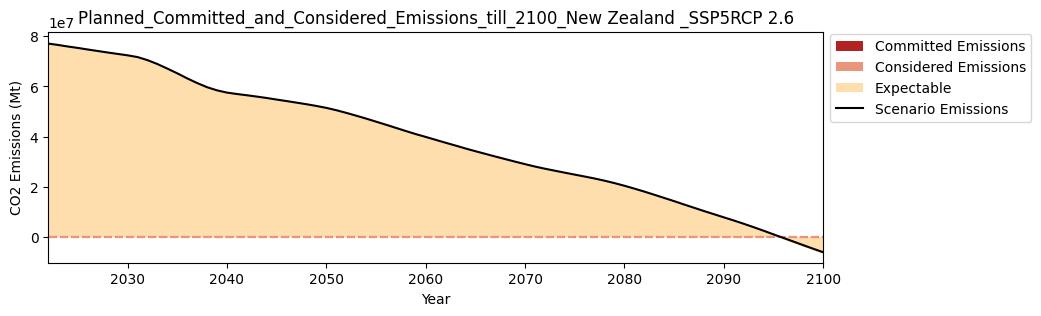 Planned_Committed_and_Considered_Emissions_till_2100_New Zealand _SSP5RCP 2.6
1e7
8
6
4
2
0
CO2 Emissions (Mt)
2030 2040 2050 2060 2070 2080 2090 2100
Year
Committed Emissions
Considered Emissions
Expectable
Scenario Emissions